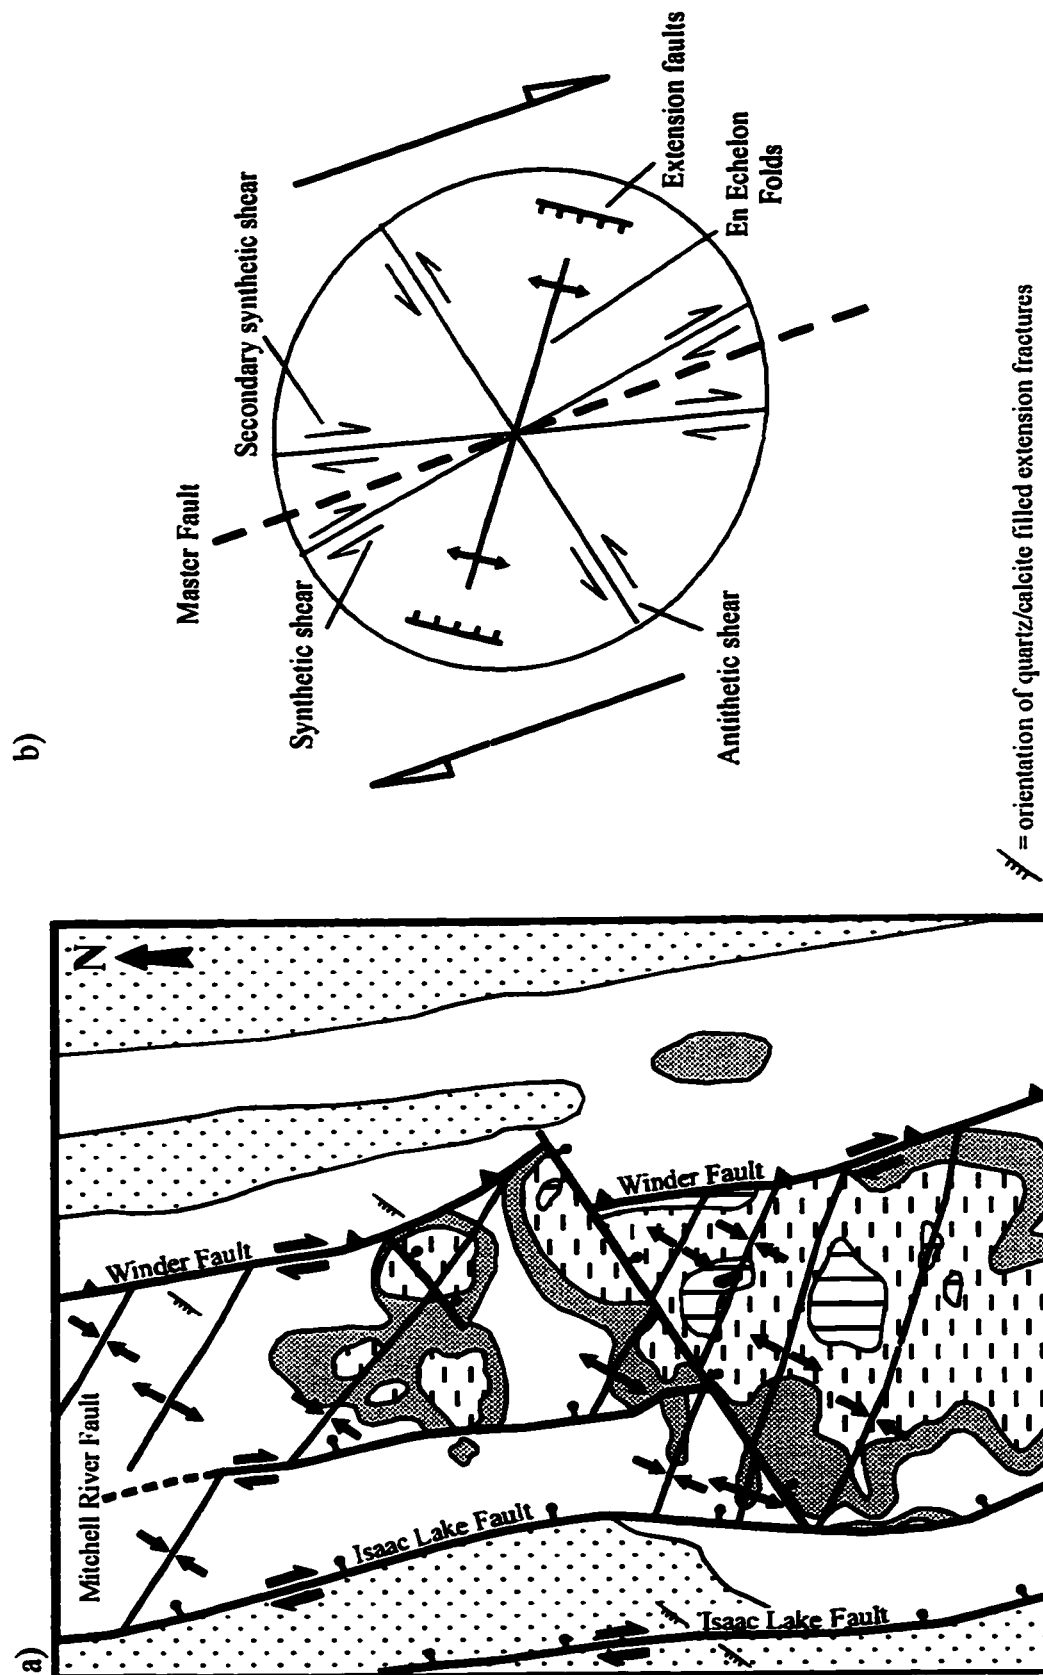 a)
N
Mitchell River Fault
Winder Fault
Isaac Lake Fault
Winder Fault
Isaac Lake Fault
b)
Master Fault
Secondary synthetic shear
Synthetic shear
Extension faults
En Echelon
Folds
Antithetic shear
= orientation of quartz/calcite filled extension fractures